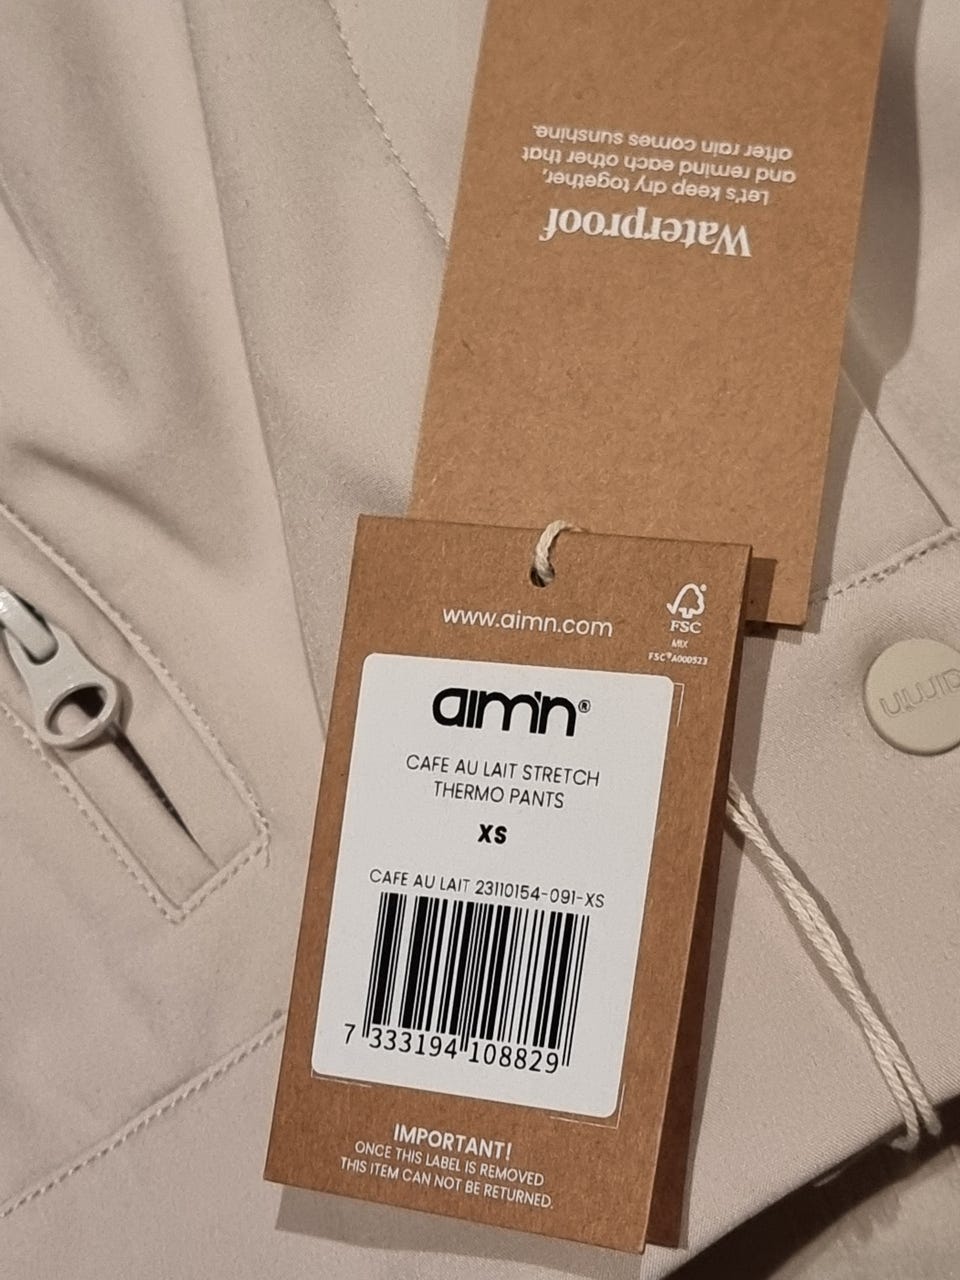 Waterproof
Let's keep dry together,
and remind each other that
after rain comes sunshine.
www.aimn.com
FSC
MIX
FSC® A000523
aim'n®
CAFE AU LAIT STRETCH
THERMO PANTS
XS
CAFE AU LAIT 23110154-091-XS
7 333194 108829
IMPORTANT!
ONCE THIS LABEL IS REMOVED
THIS ITEM CAN NOT BE RETURNED.
aim'n